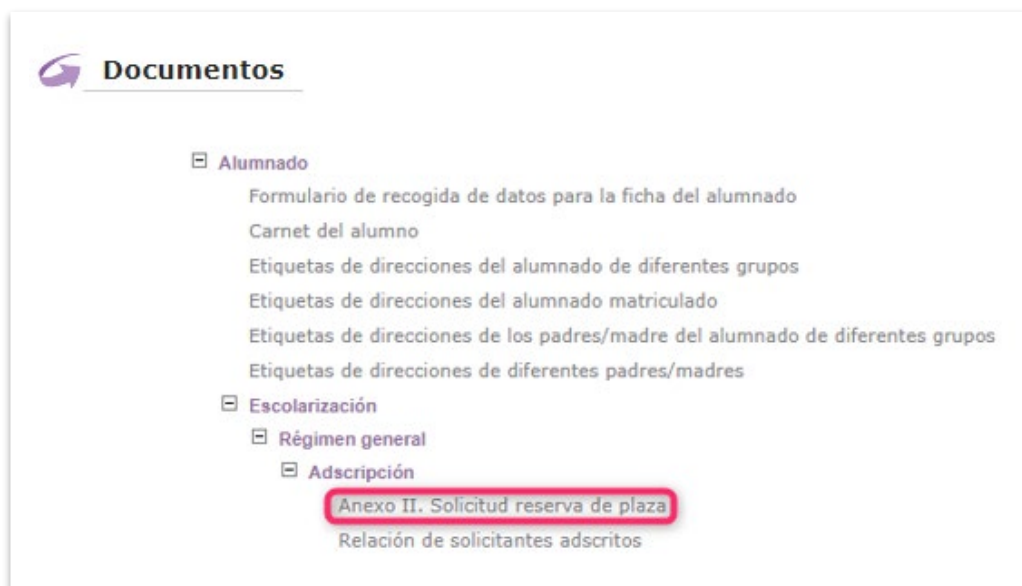 Documentos
Alumnado
Formulario de recogida de datos para la ficha del alumnado
Carnet del alumno
Etiquetas de direcciones del alumnado de diferentes grupos
Etiquetas de direcciones del alumnado matriculado
Etiquetas de direcciones de los padres/madre del alumnado de diferentes grupos
Etiquetas de direcciones de diferentes padres/madres
Escolarización
Régimen general
Adscripción
Anexo II. Solicitud reserva de plaza
Relación de solicitantes adscritos